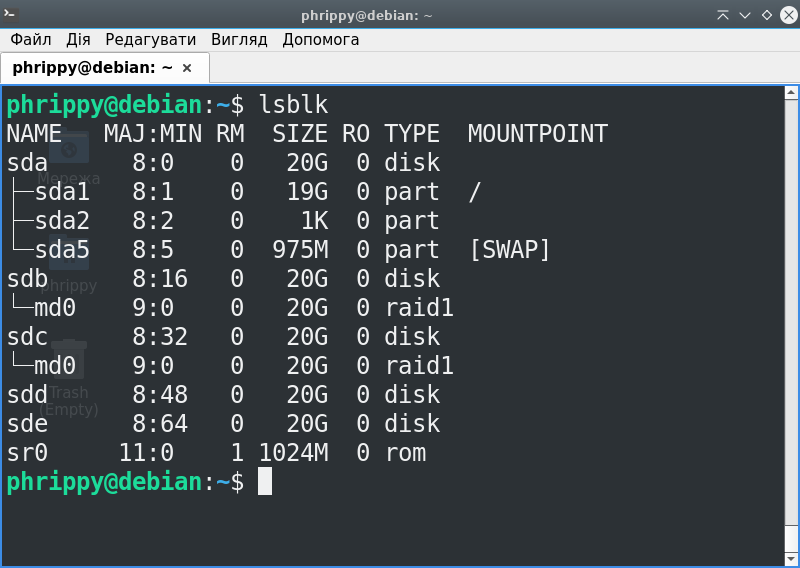 phrippy@debian: ~
Файл Дія Редагувати Вигляд Допомога
phrippy@debian: ~ ×
phrippy@debian:~$ lsblk
NAME   MAJ:MIN RM  SIZE RO TYPE  MOUNTPOINT
sda      8:0    0   20G  0 disk
├─sda1   8:1    0   19G  0 part  /
├─sda2   8:2    0    1K  0 part
└─sda5   8:5    0  975M  0 part  [SWAP]
sdb      8:16   0   20G  0 disk
└─md0    9:0    0   20G  0 raid1
sdc      8:32   0   20G  0 disk
└─md0    9:0    0   20G  0 raid1
sdd      8:48   0   20G  0 disk
sde      8:64   0   20G  0 disk
sr0     11:0    1 1024M  0 rom
phrippy@debian:~$
Мережа
phrippy
Trash
(Empty)